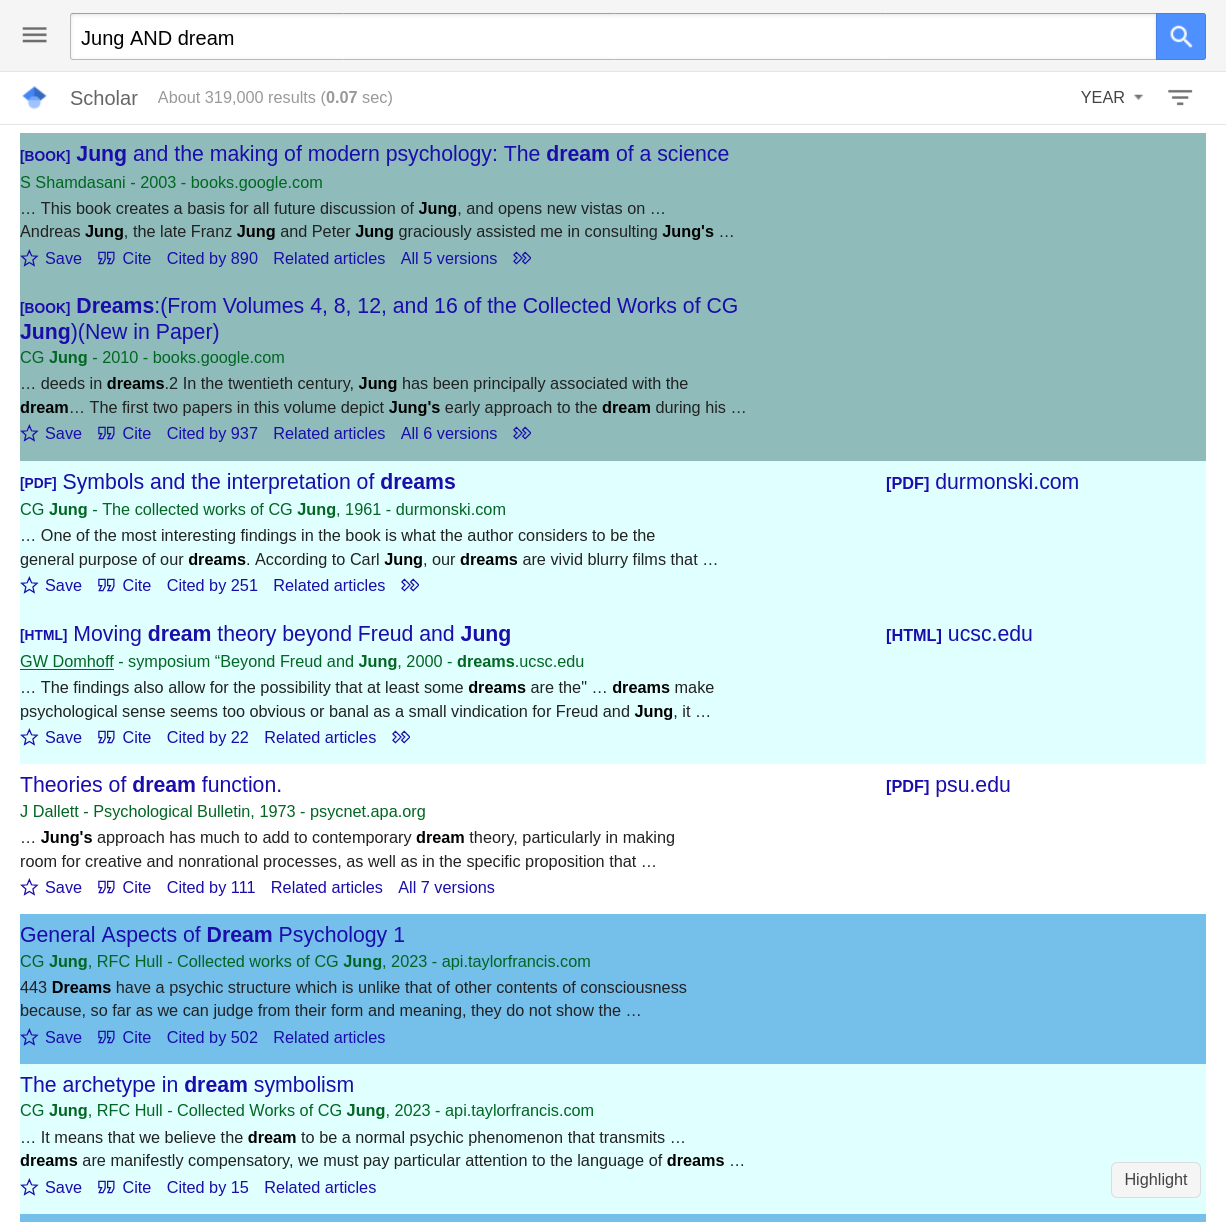 Jung AND dream
Scholar About 319,000 results (0.07 sec) YEAR
[BOOK] Jung and the making of modern psychology: The dream of a science
S Shamdasani - 2003 - books.google.com
… This book creates a basis for all future discussion of Jung, and opens new vistas on …
Andreas Jung, the late Franz Jung and Peter Jung graciously assisted me in consulting Jung's …
Save Cite Cited by 890 Related articles All 5 versions
[BOOK] Dreams:(From Volumes 4, 8, 12, and 16 of the Collected Works of CG
Jung)(New in Paper)
CG Jung - 2010 - books.google.com
… deeds in dreams.2 In the twentieth century, Jung has been principally associated with the
dream… The first two papers in this volume depict Jung's early approach to the dream during his …
Save Cite Cited by 937 Related articles All 6 versions
[PDF] Symbols and the interpretation of dreams [PDF] durmonski.com
CG Jung - The collected works of CG Jung, 1961 - durmonski.com
… One of the most interesting findings in the book is what the author considers to be the
general purpose of our dreams. According to Carl Jung, our dreams are vivid blurry films that …
Save Cite Cited by 251 Related articles
[HTML] Moving dream theory beyond Freud and Jung [HTML] ucsc.edu
GW Domhoff - symposium “Beyond Freud and Jung, 2000 - dreams.ucsc.edu
… The findings also allow for the possibility that at least some dreams are the" … dreams make
psychological sense seems too obvious or banal as a small vindication for Freud and Jung, it …
Save Cite Cited by 22 Related articles
Theories of dream function. [PDF] psu.edu
J Dallett - Psychological Bulletin, 1973 - psycnet.apa.org
… Jung's approach has much to add to contemporary dream theory, particularly in making
room for creative and nonrational processes, as well as in the specific proposition that …
Save Cite Cited by 111 Related articles All 7 versions
General Aspects of Dream Psychology 1
CG Jung, RFC Hull - Collected works of CG Jung, 2023 - api.taylorfrancis.com
443 Dreams have a psychic structure which is unlike that of other contents of consciousness
because, so far as we can judge from their form and meaning, they do not show the …
Save Cite Cited by 502 Related articles
The archetype in dream symbolism
CG Jung, RFC Hull - Collected Works of CG Jung, 2023 - api.taylorfrancis.com
… It means that we believe the dream to be a normal psychic phenomenon that transmits …
dreams are manifestly compensatory, we must pay particular attention to the language of dreams …
Save Cite Cited by 15 Related articles
Highlight